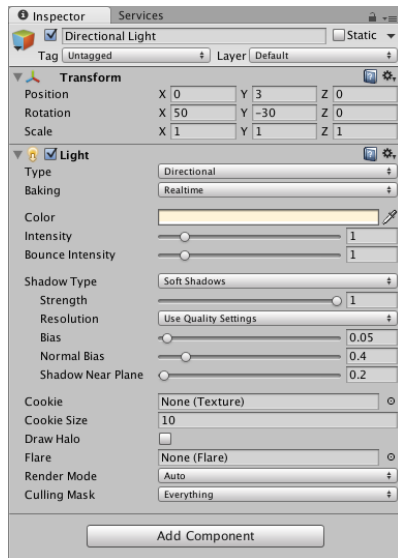 Inspector Services
Directional Light Static
Tag Untagged Layer Default
Transform
Position X 0 Y 3 Z 0
Rotation X 50 Y -30 Z 0
Scale X 1 Y 1 Z 1
Light
Type Directional
Baking Realtime
Color
Intensity 1
Bounce Intensity 1
Shadow Type Soft Shadows
Strength 1
Resolution Use Quality Settings
Bias 0.05
Normal Bias 0.4
Shadow Near Plane 0.2
Cookie None (Texture)
Cookie Size 10
Draw Halo
Flare None (Flare)
Render Mode Auto
Culling Mask Everything
Add Component